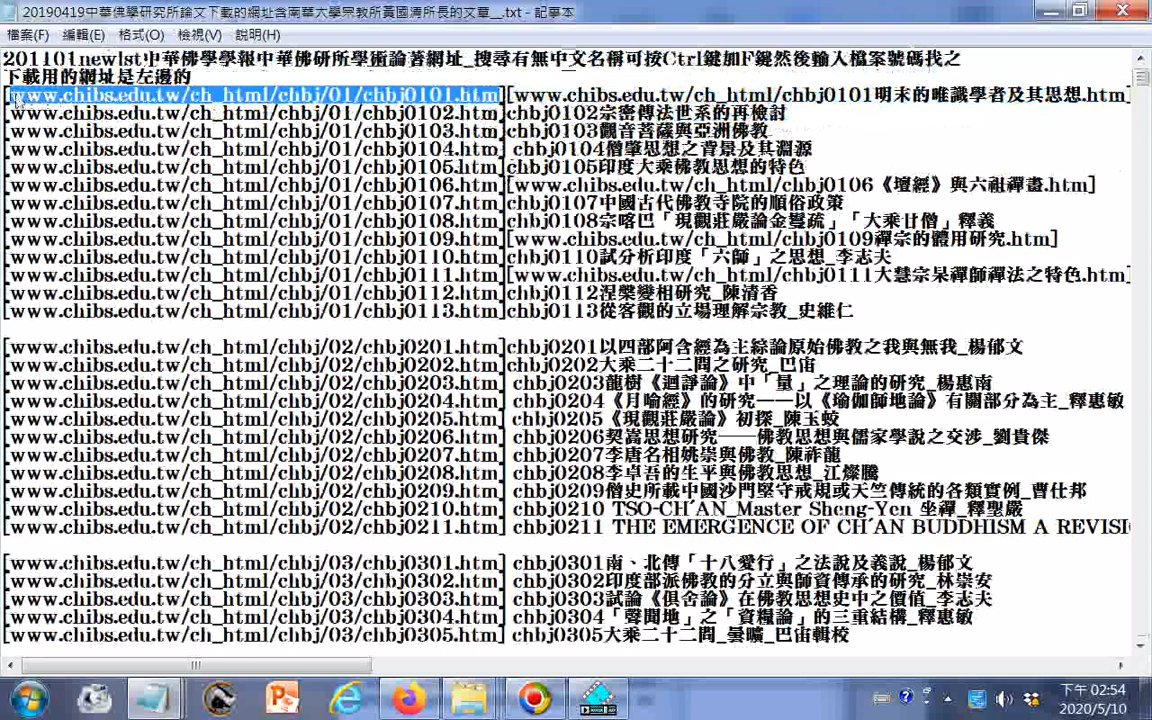 20190419中華佛學研究所論文下載的網址含南華大學宗教所黃國清所長的文章__.txt - 記事本
檔案(F) 編輯(E) 格式(O) 檢視(V) 說明(H)
201101new1st中華佛學學報中華佛研所學術論著網址_搜尋有無中文名稱可按Ctrl鍵加F鍵然後輸入檔案號碼找之
下載用的網址是左邊的
[www.chibs.edu.tw/ch_html/chbj/01/chbj0101.htm][www.chibs.edu.tw/ch_html/chbj0101明末的唯識學者及其思想.htm]
[www.chibs.edu.tw/ch_html/chbj/01/chbj0102.htm]chbj0102宗密傳法世系的再檢討
[www.chibs.edu.tw/ch_html/chbj/01/chbj0103.htm]chbj0103觀音菩薩與亞洲佛教
[www.chibs.edu.tw/ch_html/chbj/01/chbj0104.htm] chbj0104僧肇思想之背景及其淵源
[www.chibs.edu.tw/ch_html/chbj/01/chbj0105.htm] chbj0105印度大乘佛教思想的特色
[www.chibs.edu.tw/ch_html/chbj/01/chbj0106.htm] [www.chibs.edu.tw/ch_html/chbj0106《壇經》與六祖禪畫.htm]
[www.chibs.edu.tw/ch_html/chbj/01/chbj0107.htm]chbj0107中國古代佛教寺院的順俗政策
[www.chibs.edu.tw/ch_html/chbj/01/chbj0108.htm]chbj0108宗喀巴「現觀莊嚴論金鬘疏」「大乘廿僧」釋義
[www.chibs.edu.tw/ch_html/chbj/01/chbj0109.htm][www.chibs.edu.tw/ch_html/chbj0109禪宗的體用研究.htm]
[www.chibs.edu.tw/ch_html/chbj/01/chbj0110.htm]chbj0110試分析印度「六師」之思想_李志夫
[www.chibs.edu.tw/ch_html/chbj/01/chbj0111.htm][www.chibs.edu.tw/ch_html/chbj0111大慧宗杲禪師禪法之特色.htm]
[www.chibs.edu.tw/ch_html/chbj/01/chbj0112.htm]chbj0112涅槃變相研究_陳清香
[www.chibs.edu.tw/ch_html/chbj/01/chbj0113.htm]chbj0113從客觀的立場理解宗教_史維仁
[www.chibs.edu.tw/ch_html/chbj/02/chbj0201.htm]chbj0201以四部阿含經為主綜論原始佛教之我與無我_楊郁文
[www.chibs.edu.tw/ch_html/chbj/02/chbj0202.htm]chbj0202大乘二十二問之研究_巴宙
[www.chibs.edu.tw/ch_html/chbj/02/chbj0203.htm] chbj0203龍樹《迴諍論》中「量」之理論的研究_楊惠南
[www.chibs.edu.tw/ch_html/chbj/02/chbj0204.htm] chbj0204《月喻經》的研究——以《瑜伽師地論》有關部分為主_釋惠敏
[www.chibs.edu.tw/ch_html/chbj/02/chbj0205.htm] chbj0205《現觀莊嚴論》初探_陳玉蛟
[www.chibs.edu.tw/ch_html/chbj/02/chbj0206.htm] chbj0206契嵩思想研究——佛教思想與儒家學說之交涉_劉貴傑
[www.chibs.edu.tw/ch_html/chbj/02/chbj0207.htm] chbj0207李唐名相姚崇與佛教_陳祚龍
[www.chibs.edu.tw/ch_html/chbj/02/chbj0208.htm] chbj0208李卓吾的生平與佛教思想_江燦騰
[www.chibs.edu.tw/ch_html/chbj/02/chbj0209.htm] chbj0209僧史所載中國沙門堅守戒規或天竺傳統的各類實例_曹仕邦
[www.chibs.edu.tw/ch_html/chbj/02/chbj0210.htm] chbj0210 TSO-CH'AN_Master Sheng-Yen 坐禪_釋聖嚴
[www.chibs.edu.tw/ch_html/chbj/02/chbj0211.htm] chbj0211 THE EMERGENCE OF CH'AN BUDDHISM A REVISI
[www.chibs.edu.tw/ch_html/chbj/03/chbj0301.htm] chbj0301南、北傳「十八愛行」之法說及義說_楊郁文
[www.chibs.edu.tw/ch_html/chbj/03/chbj0302.htm] chbj0302印度部派佛教的分立與師資傳承的研究_林崇安
[www.chibs.edu.tw/ch_html/chbj/03/chbj0303.htm] chbj0303試論《俱舍論》在佛教思想史中之價值_李志夫
[www.chibs.edu.tw/ch_html/chbj/03/chbj0304.htm] chbj0304「聲聞地」之「資糧論」的三重結構_釋惠敏
[www.chibs.edu.tw/ch_html/chbj/03/chbj0305.htm] chbj0305大乘二十二問_曇曠_巴宙輯校
下午 02:54
2020/5/10